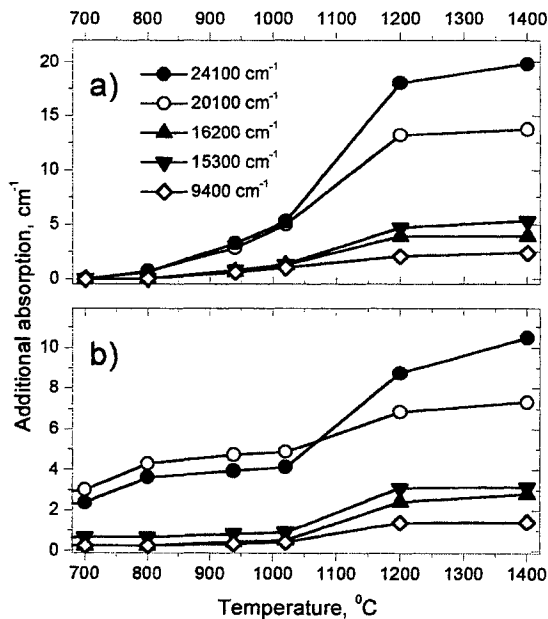 700 800 900 1000 1100 1200 1300 1400
20
15
10
5
0
a)
24100 cm⁻¹
20100 cm⁻¹
16200 cm⁻¹
15300 cm⁻¹
9400 cm⁻¹
Additional absorption, cm⁻¹
10
8
6
4
2
0
b)
700 800 900 1000 1100 1200 1300 1400
Temperature, ⁰C